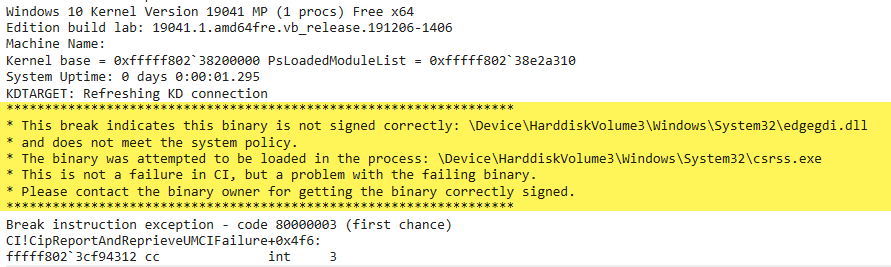 Windows 10 Kernel Version 19041 MP (1 procs) Free x64
Edition build lab: 19041.1.amd64fre.vb_release.191206-1406
Machine Name:
Kernel base = 0xfffff802`38200000 PsLoadedModuleList = 0xfffff802`38e2a310
System Uptime: 0 days 0:00:01.295
KDTARGET: Refreshing KD connection
******************************************************************
* This break indicates this binary is not signed correctly: \Device\HarddiskVolume3\Windows\System32\edgegdi.dll
* and does not meet the system policy.
* The binary was attempted to be loaded in the process: \Device\HarddiskVolume3\Windows\System32\csrss.exe
* This is not a failure in CI, but a problem with the failing binary.
* Please contact the binary owner for getting the binary correctly signed.
******************************************************************
Break instruction exception - code 80000003 (first chance)
CI!CipReportAndReprieveUMCIFailure+0x4f6:
fffff802`3cf94312 cc              int     3